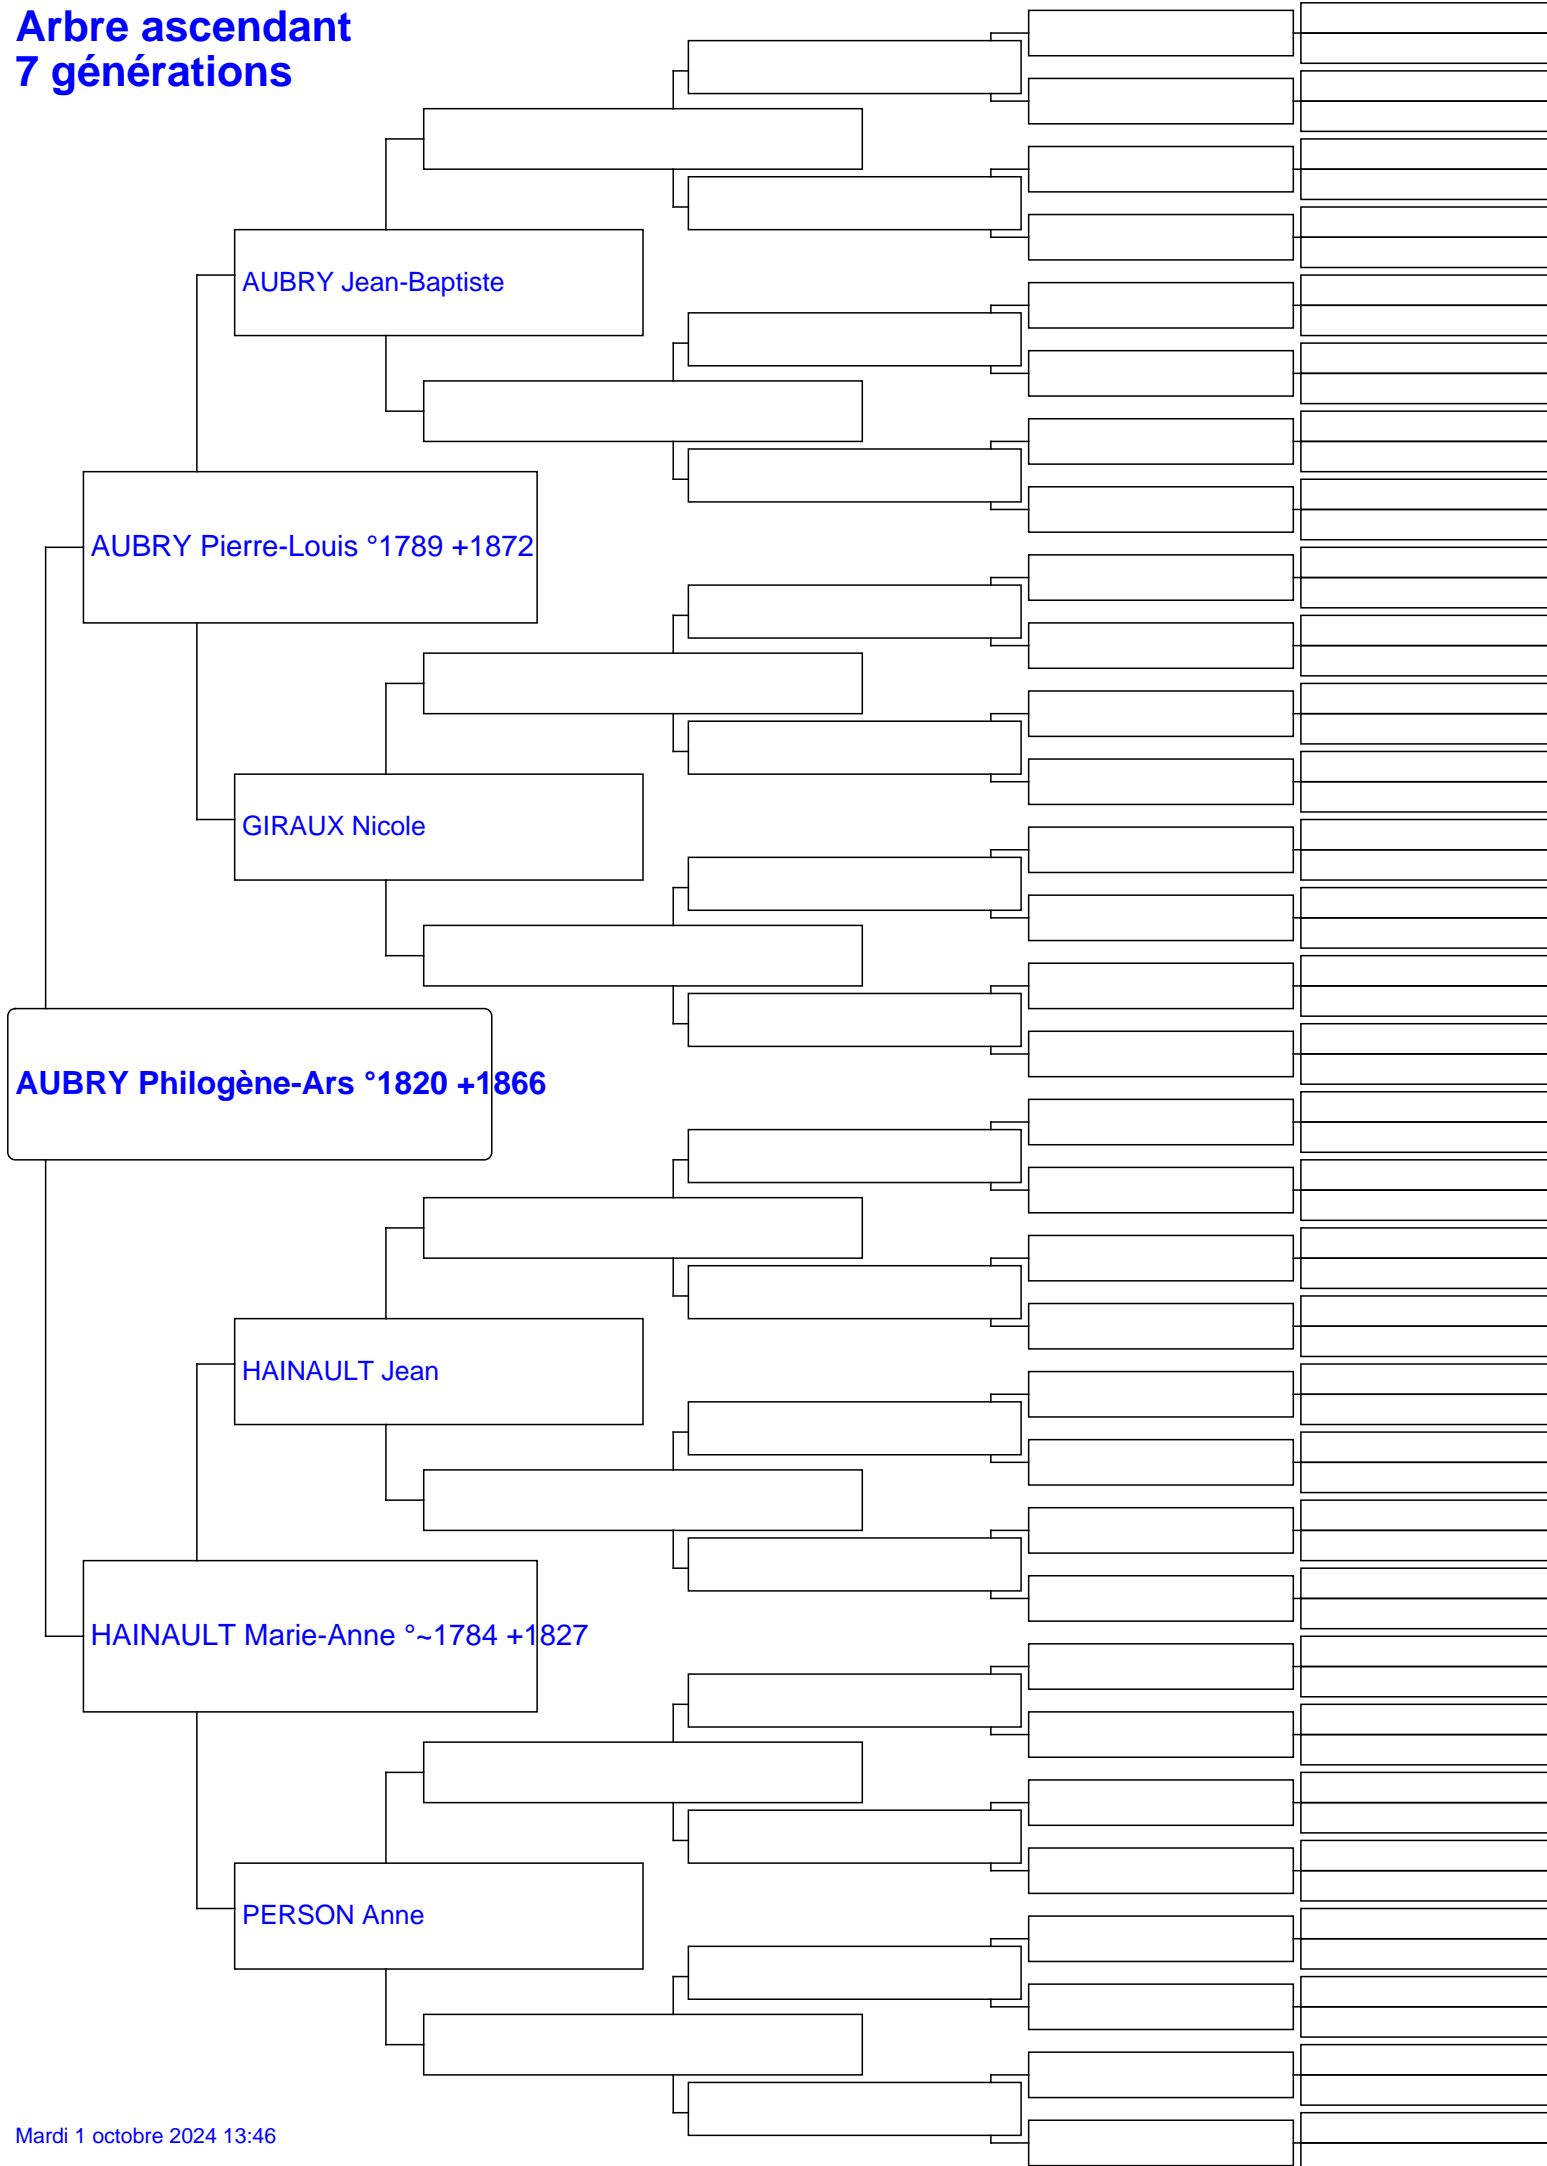 Arbre ascendant
7 générations
AUBRY Jean-Baptiste
AUBRY Pierre-Louis °1789 +1872
GIRAUX Nicole
AUBRY Philogène-Ars °1820 +1866
HAINAULT Jean
HAINAULT Marie-Anne °~1784 +1827
PERSON Anne
Mardi 1 octobre 2024 13:46